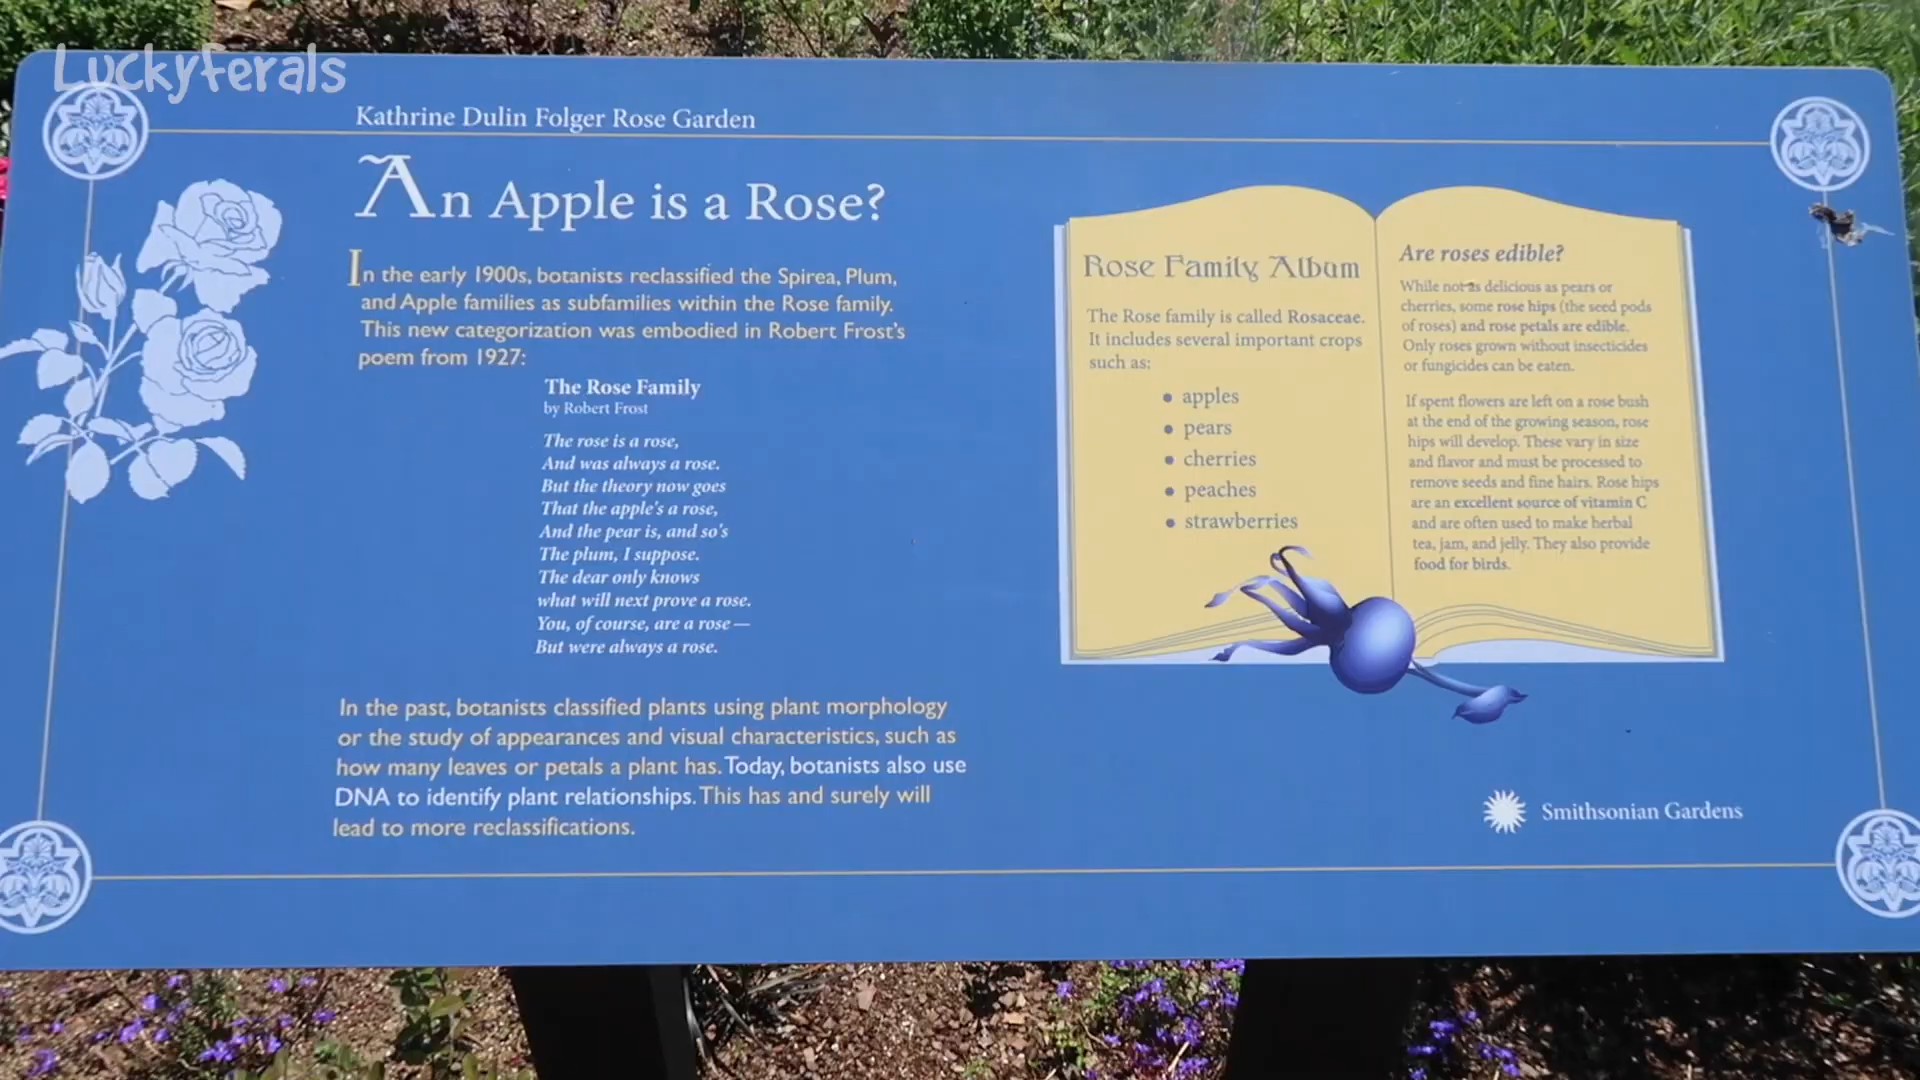 LuckyFerals
Kathrine Dulin Folger Rose Garden
An Apple is a Rose?
In the early 1900s, botanists reclassified the Spirea, Plum,
and Apple families as subfamilies within the Rose family.
This new categorization was embodied in Robert Frost's
poem from 1927:
The Rose Family
by Robert Frost
The rose is a rose,
And was always a rose.
But the theory now goes
That the apple's a rose,
And the pear is, and so's
The plum, I suppose.
The dear only knows
what will next prove a rose.
You, of course, are a rose—
But were always a rose.
In the past, botanists classified plants using plant morphology
or the study of appearances and visual characteristics, such as
how many leaves or petals a plant has. Today, botanists also use
DNA to identify plant relationships. This has and surely will
lead to more reclassifications.
Rose Family Album
The Rose family is called Rosaceae.
It includes several important crops
such as:
• apples
• pears
• cherries
• peaches
• strawberries
Are roses edible?
While not as delicious as pears or
cherries, some rose hips (the seed pods
of roses) and rose petals are edible.
Only roses grown without insecticides
or fungicides can be eaten.
If spent flowers are left on a rose bush
at the end of the growing season, rose
hips will develop. These vary in size
and flavor and must be processed to
remove seeds and fine hairs. Rose hips
are an excellent source of vitamin C
and are often used to make herbal
tea, jam, and jelly. They also provide
food for birds.
Smithsonian Gardens